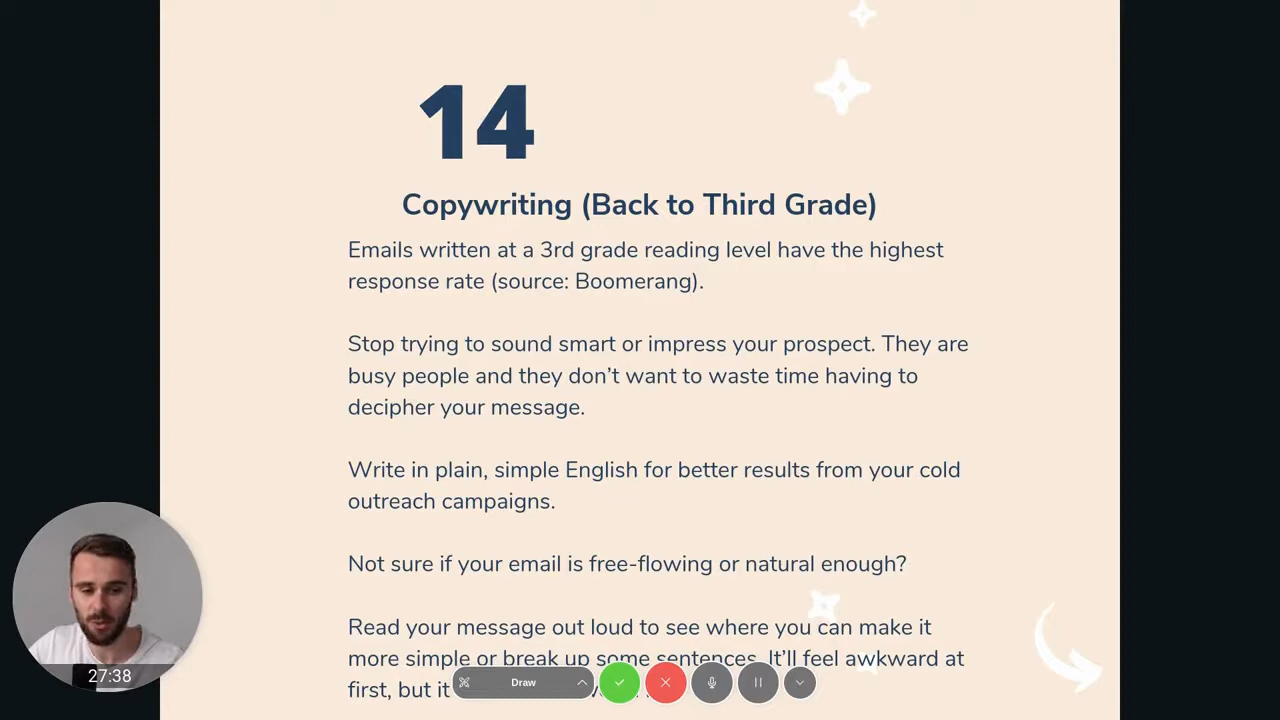 14
Copywriting (Back to Third Grade)
Emails written at a 3rd grade reading level have the highest
response rate (source: Boomerang).
Stop trying to sound smart or impress your prospect. They are
busy people and they don’t want to waste time having to
decipher your message.
Write in plain, simple English for better results from your cold
outreach campaigns.
Not sure if your email is free-flowing or natural enough?
Read your message out loud to see where you can make it
more simple or break up some sentences. It’ll feel awkward at
first, but it
27:38
Draw